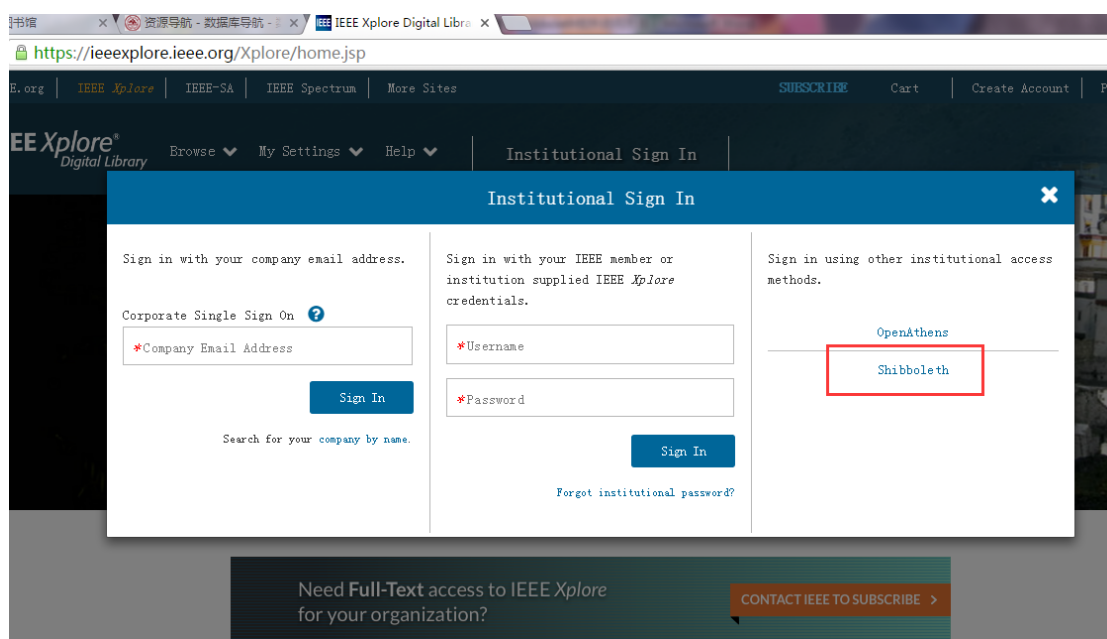 书馆
资源导航 - 数据库导航 -
IEEE Xplore Digital Libra
https://ieeexplore.ieee.org/Xplore/home.jsp
E.org
IEEE Xplore
IEEE-SA
IEEE Spectrum
More Sites
SUBSCRIBE
Cart
Create Account
EE Xplore®
Digital Library
Browse
My Settings
Help
Institutional Sign In
Institutional Sign In
Sign in with your company email address.
Corporate Single Sign On ?
*Company Email Address
Sign In
Search for your company by name.
Sign in with your IEEE member or
institution supplied IEEE Xplore
credentials.
*Username
*Password
Sign In
Forgot institutional password?
Sign in using other institutional access
methods.
OpenAthens
Shibboleth
Need Full-Text access to IEEE Xplore
for your organization?
CONTACT IEEE TO SUBSCRIBE >